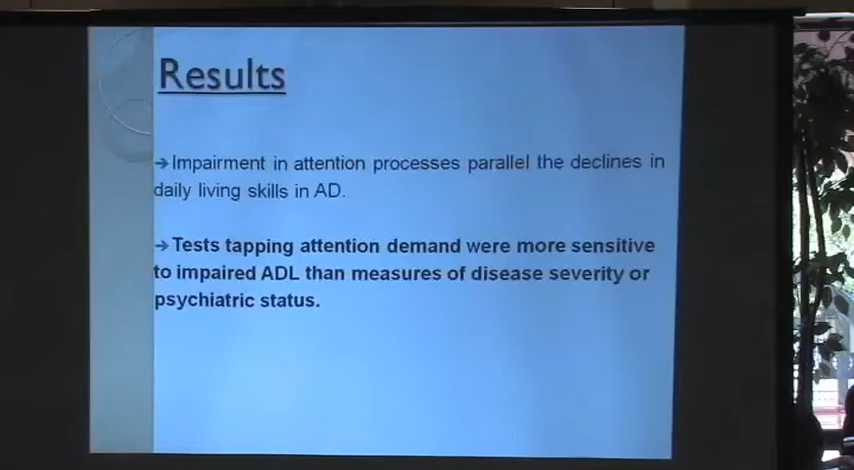 Results
→Impairment in attention processes parallel the declines in
daily living skills in AD.
→Tests tapping attention demand were more sensitive
to impaired ADL than measures of disease severity or
psychiatric status.